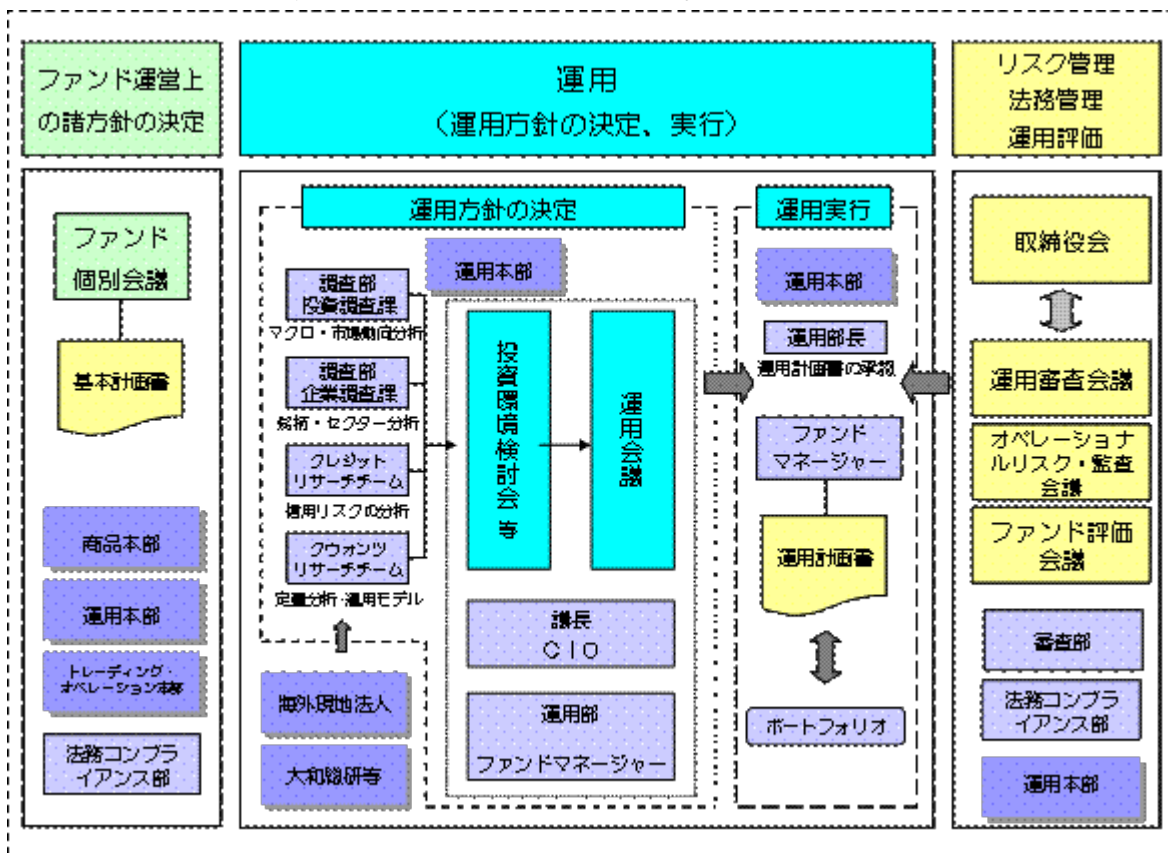 ファンド運営上
の諸方針の決定
運用
（運用方針の決定、実行）
リスク管理
法務管理
運用評価
ファンド
個別会議
基本計画書
商品本部
運用本部
トレーディング・
オペレーション本部
法務コンプラ
イアンス部
運用方針の決定
運用本部
調査部
投資調査課
マクロ・市場動向分析
調査部
企業調査課
銘柄・セクター分析
クレジット
リサーチチーム
信用リスクの分析
クウォンツ
リサーチチーム
定量分析・運用モデル
海外現地法人
大和総研等
投資環境検討会 等
運用会議
議長
ＣＩＯ
運用部
ファンドマネージャー
運用実行
運用本部
運用部長
運用計画書の承認
ファンド
マネージャー
運用計画書
ポートフォリオ
取締役会
運用審査会議
オペレーショナ
ルリスク・監査
会議
ファンド評価
会議
審査部
法務コンプラ
イアンス部
運用本部